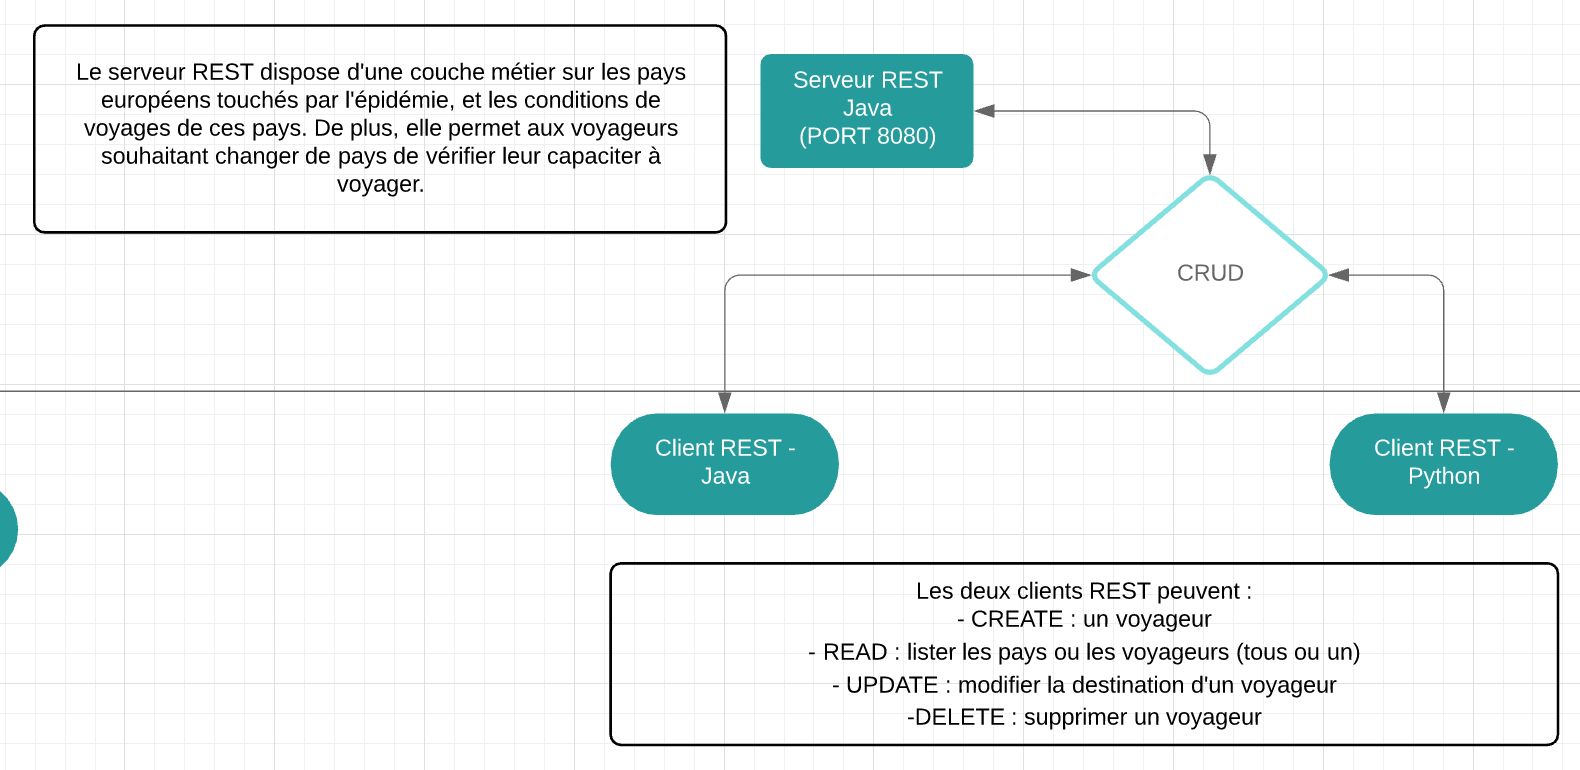 Le serveur REST dispose d'une couche métier sur les pays
européens touchés par l'épidémie, et les conditions de
voyages de ces pays. De plus, elle permet aux voyageurs
souhaitant changer de pays de vérifier leur capaciter à
voyager.
Serveur REST
Java
(PORT 8080)
CRUD
Client REST -
Java
Client REST -
Python
Les deux clients REST peuvent :
- CREATE : un voyageur
- READ : lister les pays ou les voyageurs (tous ou un)
- UPDATE : modifier la destination d'un voyageur
-DELETE : supprimer un voyageur